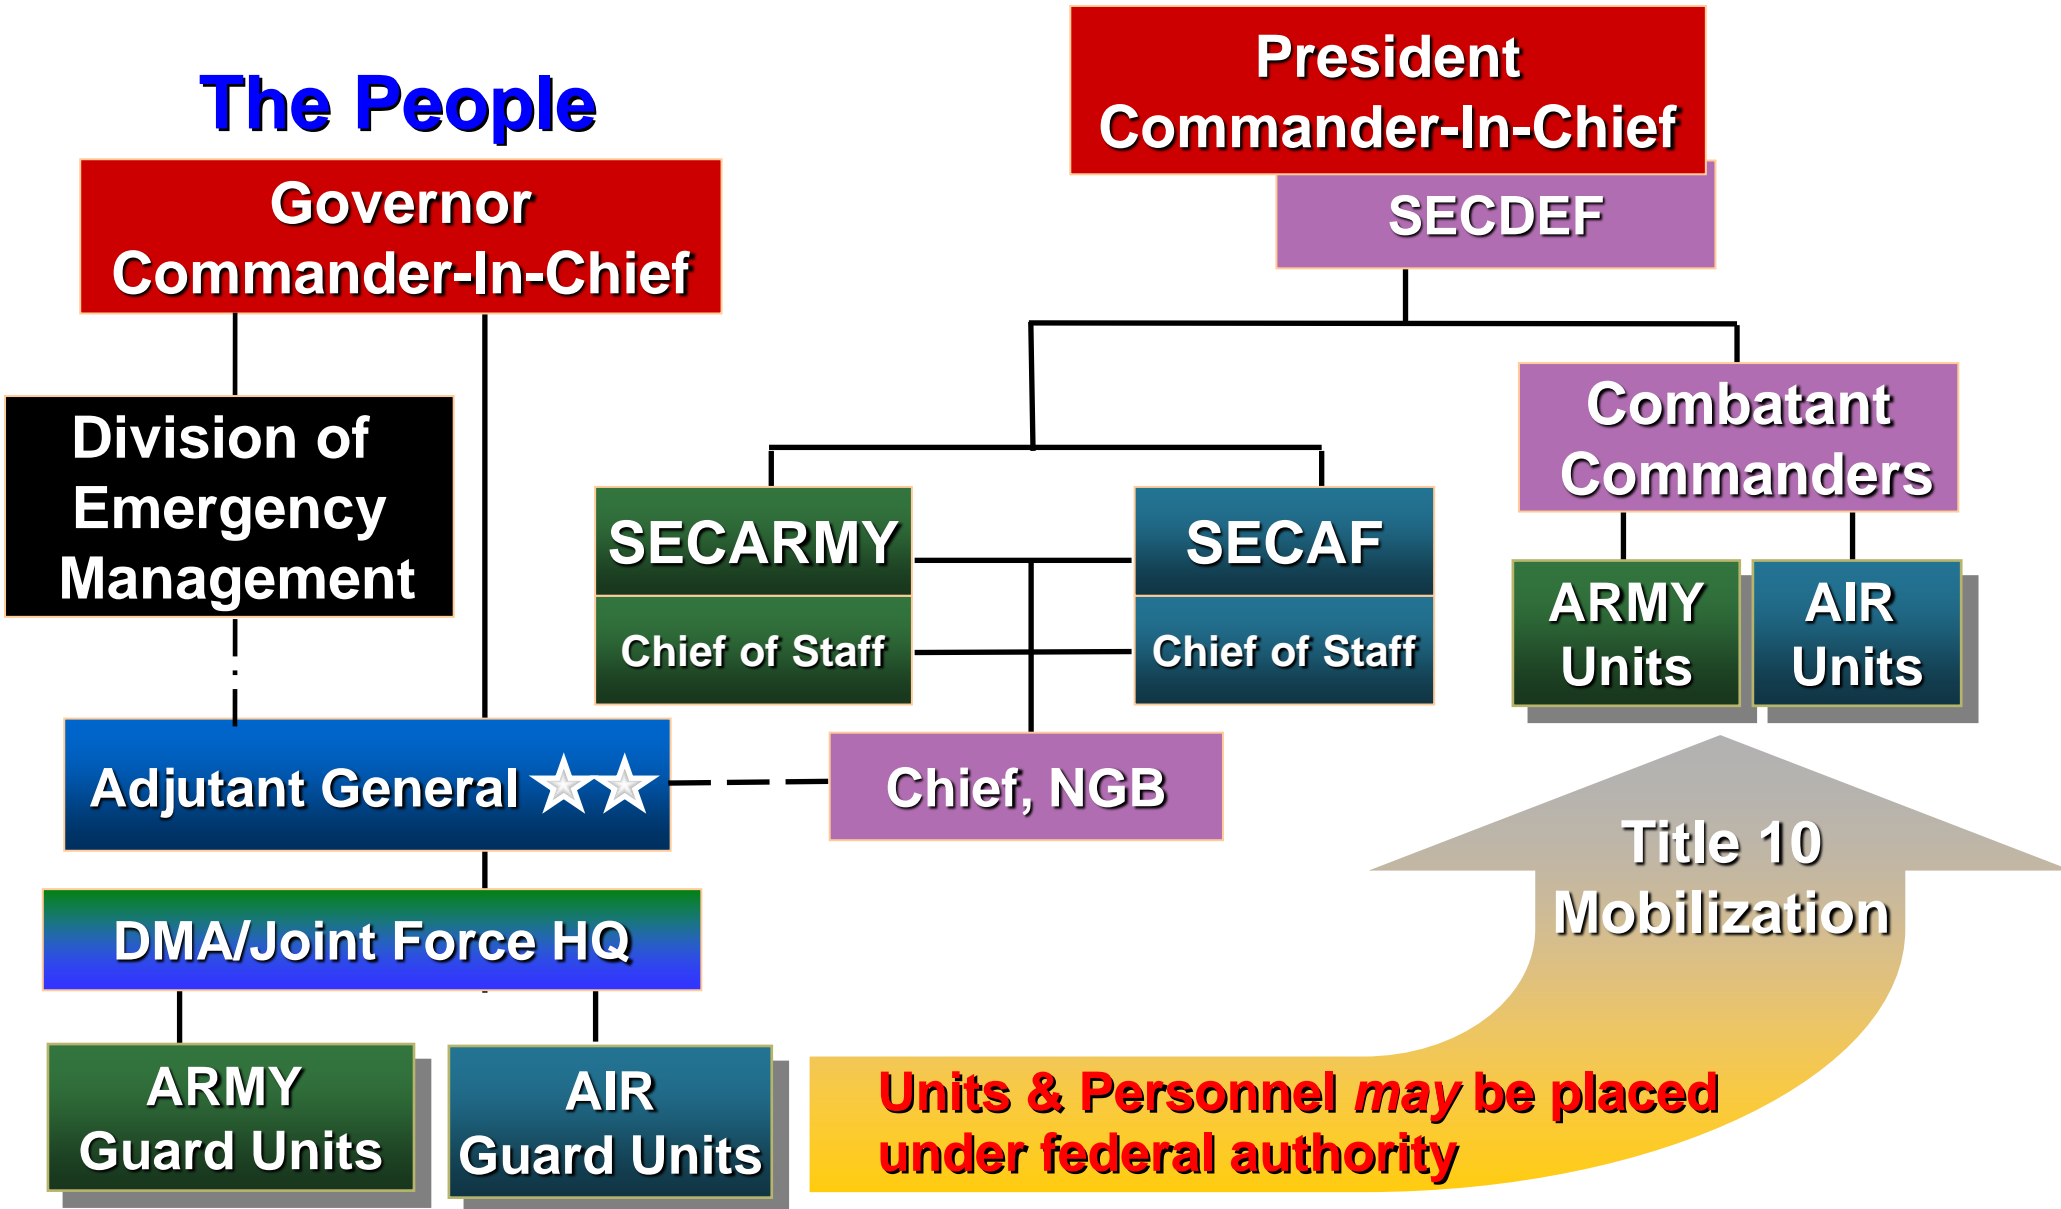 The People
Governor
Commander-In-Chief
President
Commander-In-Chief
SECDEF
Division of
Emergency
Management
Combatant
Commanders
SECARMY
Chief of Staff
SECAF
Chief of Staff
ARMY
Units
AIR
Units
Adjutant General
Chief, NGB
Title 10
Mobilization
DMA/Joint Force HQ
ARMY
Guard Units
AIR
Guard Units
Units & Personnel may be placed
under federal authority